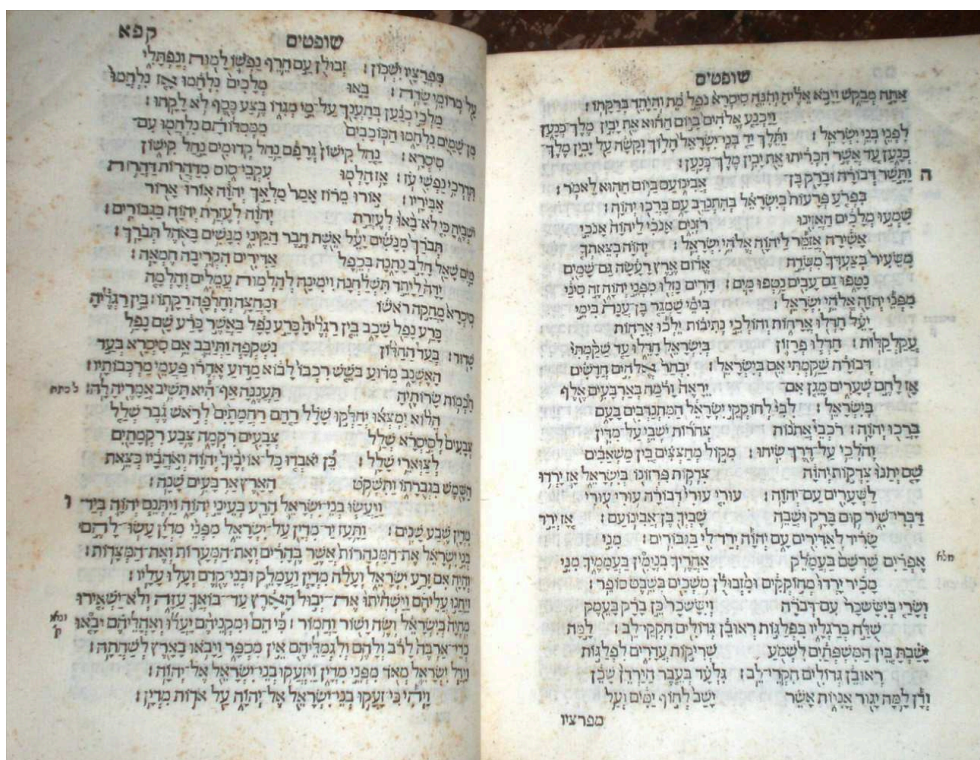 שופטים
אתה מבקש ויבא אליה והנה סיסרא נפל מת והיתד ברקתו׃
ויכנע אלהים ביום ההוא את יבין מלך כנען
לפני בני ישראל׃ ותלך יד בני ישראל הלוך וקשה על יבין מלך־
כנען עד אשר הכריתו את יבין מלך כנען׃
ה ותשר דבורה וברק בן אבינעם ביום ההוא לאמר׃
בפרע פרעות בישראל בהתנדב עם ברכו יהוה׃
שמעו מלכים האזינו רוזנים אנכי ליהוה אנכי
אשירה אזמר ליהוה אלהי ישראל׃ יהוה בצאתך
משעיר בצעדך משדה אדום ארץ רעשה גם שמים
נטפו גם עבים נטפו מים׃ הרים נזלו מפני יהוה זה סיני
מפני יהוה אלהי ישראל׃ בימי שמגר בן ענת בימי
יעל חדלו ארחות והולכי נתיבות ילכו ארחות
עקלקלות׃ חדלו פרזון בישראל חדלו עד שקמתי
דבורה שקמתי אם בישראל׃ יבחר אלהים חדשים
אז לחם שערים מגן אם יראה ורמח בארבעים אלף
בישראל׃ לבי לחוקקי ישראל המתנדבים בעם
ברכו יהוה׃ רכבי אתנות צחרות ישבי על־מדין
והלכי על־דרך שיחו׃ מקול מחצצים בין משאבים
שם יתנו צדקות יהוה צדקות פרזונו בישראל אז ירדו
לשערים עם יהוה׃ עורי עורי דבורה עורי עורי
דברי שיר קום ברק ושבה שביך בן אבינעם׃ אז ירד
שריד לאדירים עם יהוה ירד לי בגבורים׃ מני
אפרים שרשם בעמלק אחריך בנימין בעממיך מני
מכיר ירדו מחוקקים ומזבולן משכים בשבט סופר׃
ושרי ביששכר עם דברה ויששכר כן ברק בעמק
שלח ברגליו בפלגות ראובן גדולים חקקי לב׃ למה
ישבת בין המשפתים לשמע שריקות עדרים לפלגות
ראובן גדולים חקרי לב׃ גלעד בעבר הירדן שכן
ודן למה יגור אניות אשר ישב לחוף ימים ועל
מפרציו
שופטים
קפא
מפרציו ישכון׃ זבולון עם חרף נפשו למות ונפתלי
על מרומי שדה׃ באו מלכים נלחמו אז נלחמו
מלכי כנען בתענך על־מי מגדו בצע כסף לא לקחו׃
מן שמים נלחמו הכוכבים ממסלותם נלחמו עם־
סיסרא׃ נחל קישון גרפם נחל קדומים נחל קישון
תדרכי נפשי עז׃ אז הלמו עקבי סוס מדהרות דהרות
אביריו׃ אורו מרוז אמר מלאך יהוה אורו ארור
ישביה כי לא־באו לעזרת יהוה לעזרת יהוה בגבורים׃
תברך מנשים יעל אשת חבר הקיני מנשים באהל תברך׃
מים שאל חלב נתנה בספל אדירים הקריבה חמאה׃
ידה ליתד תשלחנה וימינה להלמות עמלים והלמה
סיסרא מחקה ראשו ומחצה וחלפה רקתו׃ בין רגליה
כרע נפל שכב בין רגליה כרע נפל באשר כרע שם נפל
שדוד׃ בעד החלון נשקפה ותיבב אם סיסרא בעד
האשנב מדוע בשש רכבו לבוא מדוע אחרו פעמי מרכבותיו׃
חכמות שרותיה תעננה אף היא תשיב אמריה לה׃
הלוא ימצאו יחלקו שלל רחם רחמתים לראש גבר שלל
צבעים לסיסרא שלל צבעים רקמה צבע רקמתים
לצוארי שלל׃ כן יאבדו כל־אויביך יהוה ואהביו כצאת
השמש בגברתו ותשקט הארץ ארבעים שנה׃
ו ויעשו בני ישראל הרע בעיני יהוה ויתנם יהוה ביד־
מדין שבע שנים׃ ותעז יד מדין על־ישראל מפני מדין עשו להם
בני ישראל את המנהרות אשר בהרים ואת המערות ואת המצדות׃
והיה אם זרע ישראל ועלה מדין ועמלק ובני קדם ועלו עליו׃
ויחנו עליהם וישחיתו את־יבול הארץ עד־בואך עזה ולא ישאירו
מחיה בישראל ושה ושור וחמור׃ כי הם ומקניהם יעלו ואהליהם יבאו
כדי־ארבה לרב ולהם ולגמליהם אין מספר ויבאו בארץ לשחתה׃
וידל ישראל מאד מפני מדין ויזעקו בני ישראל אל יהוה׃
ויהי כי זעקו בני ישראל אל יהוה על אדות מדין׃